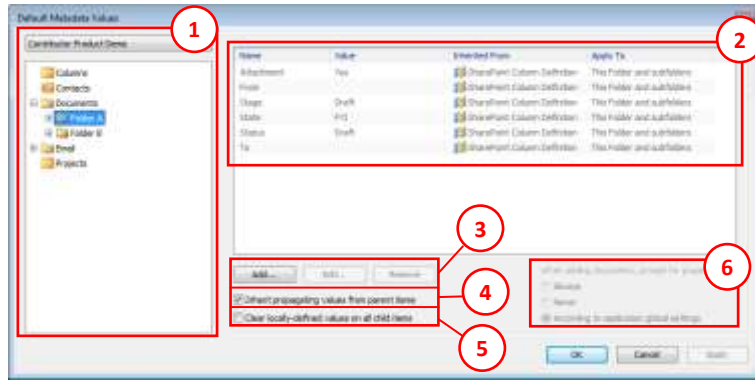 Default Metadata Values
1
Contributor Product Demo
Columns
Contacts
Documents
Folder A
Folder B
Email
Projects
2
Name Value Inherited From Apply To
Attachment Yes SharePoint Column Definition This Folder and subfolders
From SharePoint Column Definition This Folder and subfolders
Stage Draft SharePoint Column Definition This Folder and subfolders
State SharePoint Column Definition This Folder and subfolders
Status Draft SharePoint Column Definition This Folder and subfolders
To SharePoint Column Definition This Folder and subfolders
3
Add... Edit... Remove
4
Inherit propagating values from parent items
Clear locally-defined values on all child items
5
6
When adding documents, prompt for
Always
Never
According to application global settings
OK Cancel Apply